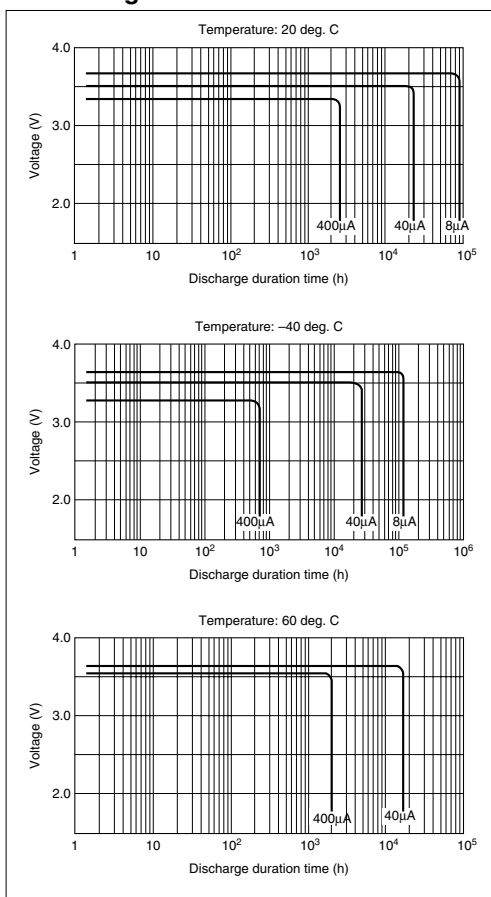 Temperature: 20 deg. C
4.0
3.0
2.0
Voltage (V)
400μA 40μA 8μA
1 10 10² 10³ 10⁴ 10⁵
Discharge duration time (h)
Temperature: –40 deg. C
4.0
3.0
2.0
Voltage (V)
400μA 40μA 8μA
1 10 10² 10³ 10⁴ 10⁵ 10⁶
Discharge duration time (h)
Temperature: 60 deg. C
4.0
3.0
2.0
Voltage (V)
400μA 40μA
1 10 10² 10³ 10⁴ 10⁵
Discharge duration time (h)